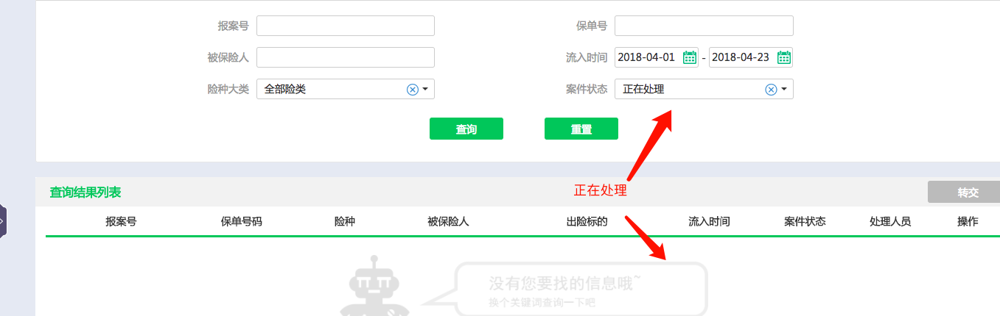 报案号 保单号
被保险人 流入时间 2018-04-01 - 2018-04-23
险种大类 全部险类 案件状态 正在处理
查询 重置
正在处理
查询结果列表 转交
报案号 保单号码 险种 被保险人 出险标的 流入时间 案件状态 处理人员 操作
没有您要找的信息哦~
换个关键词查询一下吧